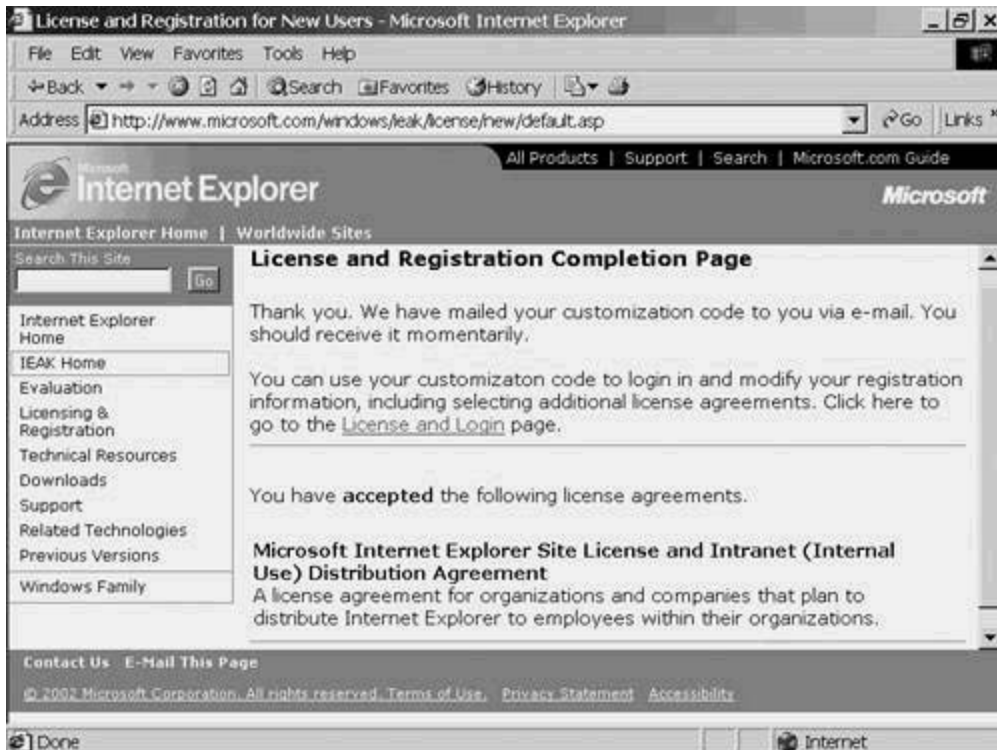 License and Registration for New Users - Microsoft Internet Explorer
File Edit View Favorites Tools Help
Back Search Favorites History
Address http://www.microsoft.com/windows/ieak/license/new/default.asp Go Links
All Products | Support | Search | Microsoft.com Guide
Microsoft
Internet Explorer
Microsoft
Internet Explorer Home | Worldwide Sites
Search This Site
Go
Internet Explorer
Home
IEAK Home
Evaluation
Licensing &
Registration
Technical Resources
Downloads
Support
Related Technologies
Previous Versions
Windows Family
License and Registration Completion Page
Thank you. We have mailed your customization code to you via e-mail. You
should receive it momentarily.
You can use your customizaton code to login in and modify your registration
information, including selecting additional license agreements. Click here to
go to the License and Login page.
You have accepted the following license agreements.
Microsoft Internet Explorer Site License and Intranet (Internal
Use) Distribution Agreement
A license agreement for organizations and companies that plan to
distribute Internet Explorer to employees within their organizations.
Contact Us E-Mail This Page
© 2002 Microsoft Corporation. All rights reserved. Terms of Use. Privacy Statement Accessibility
Done Internet